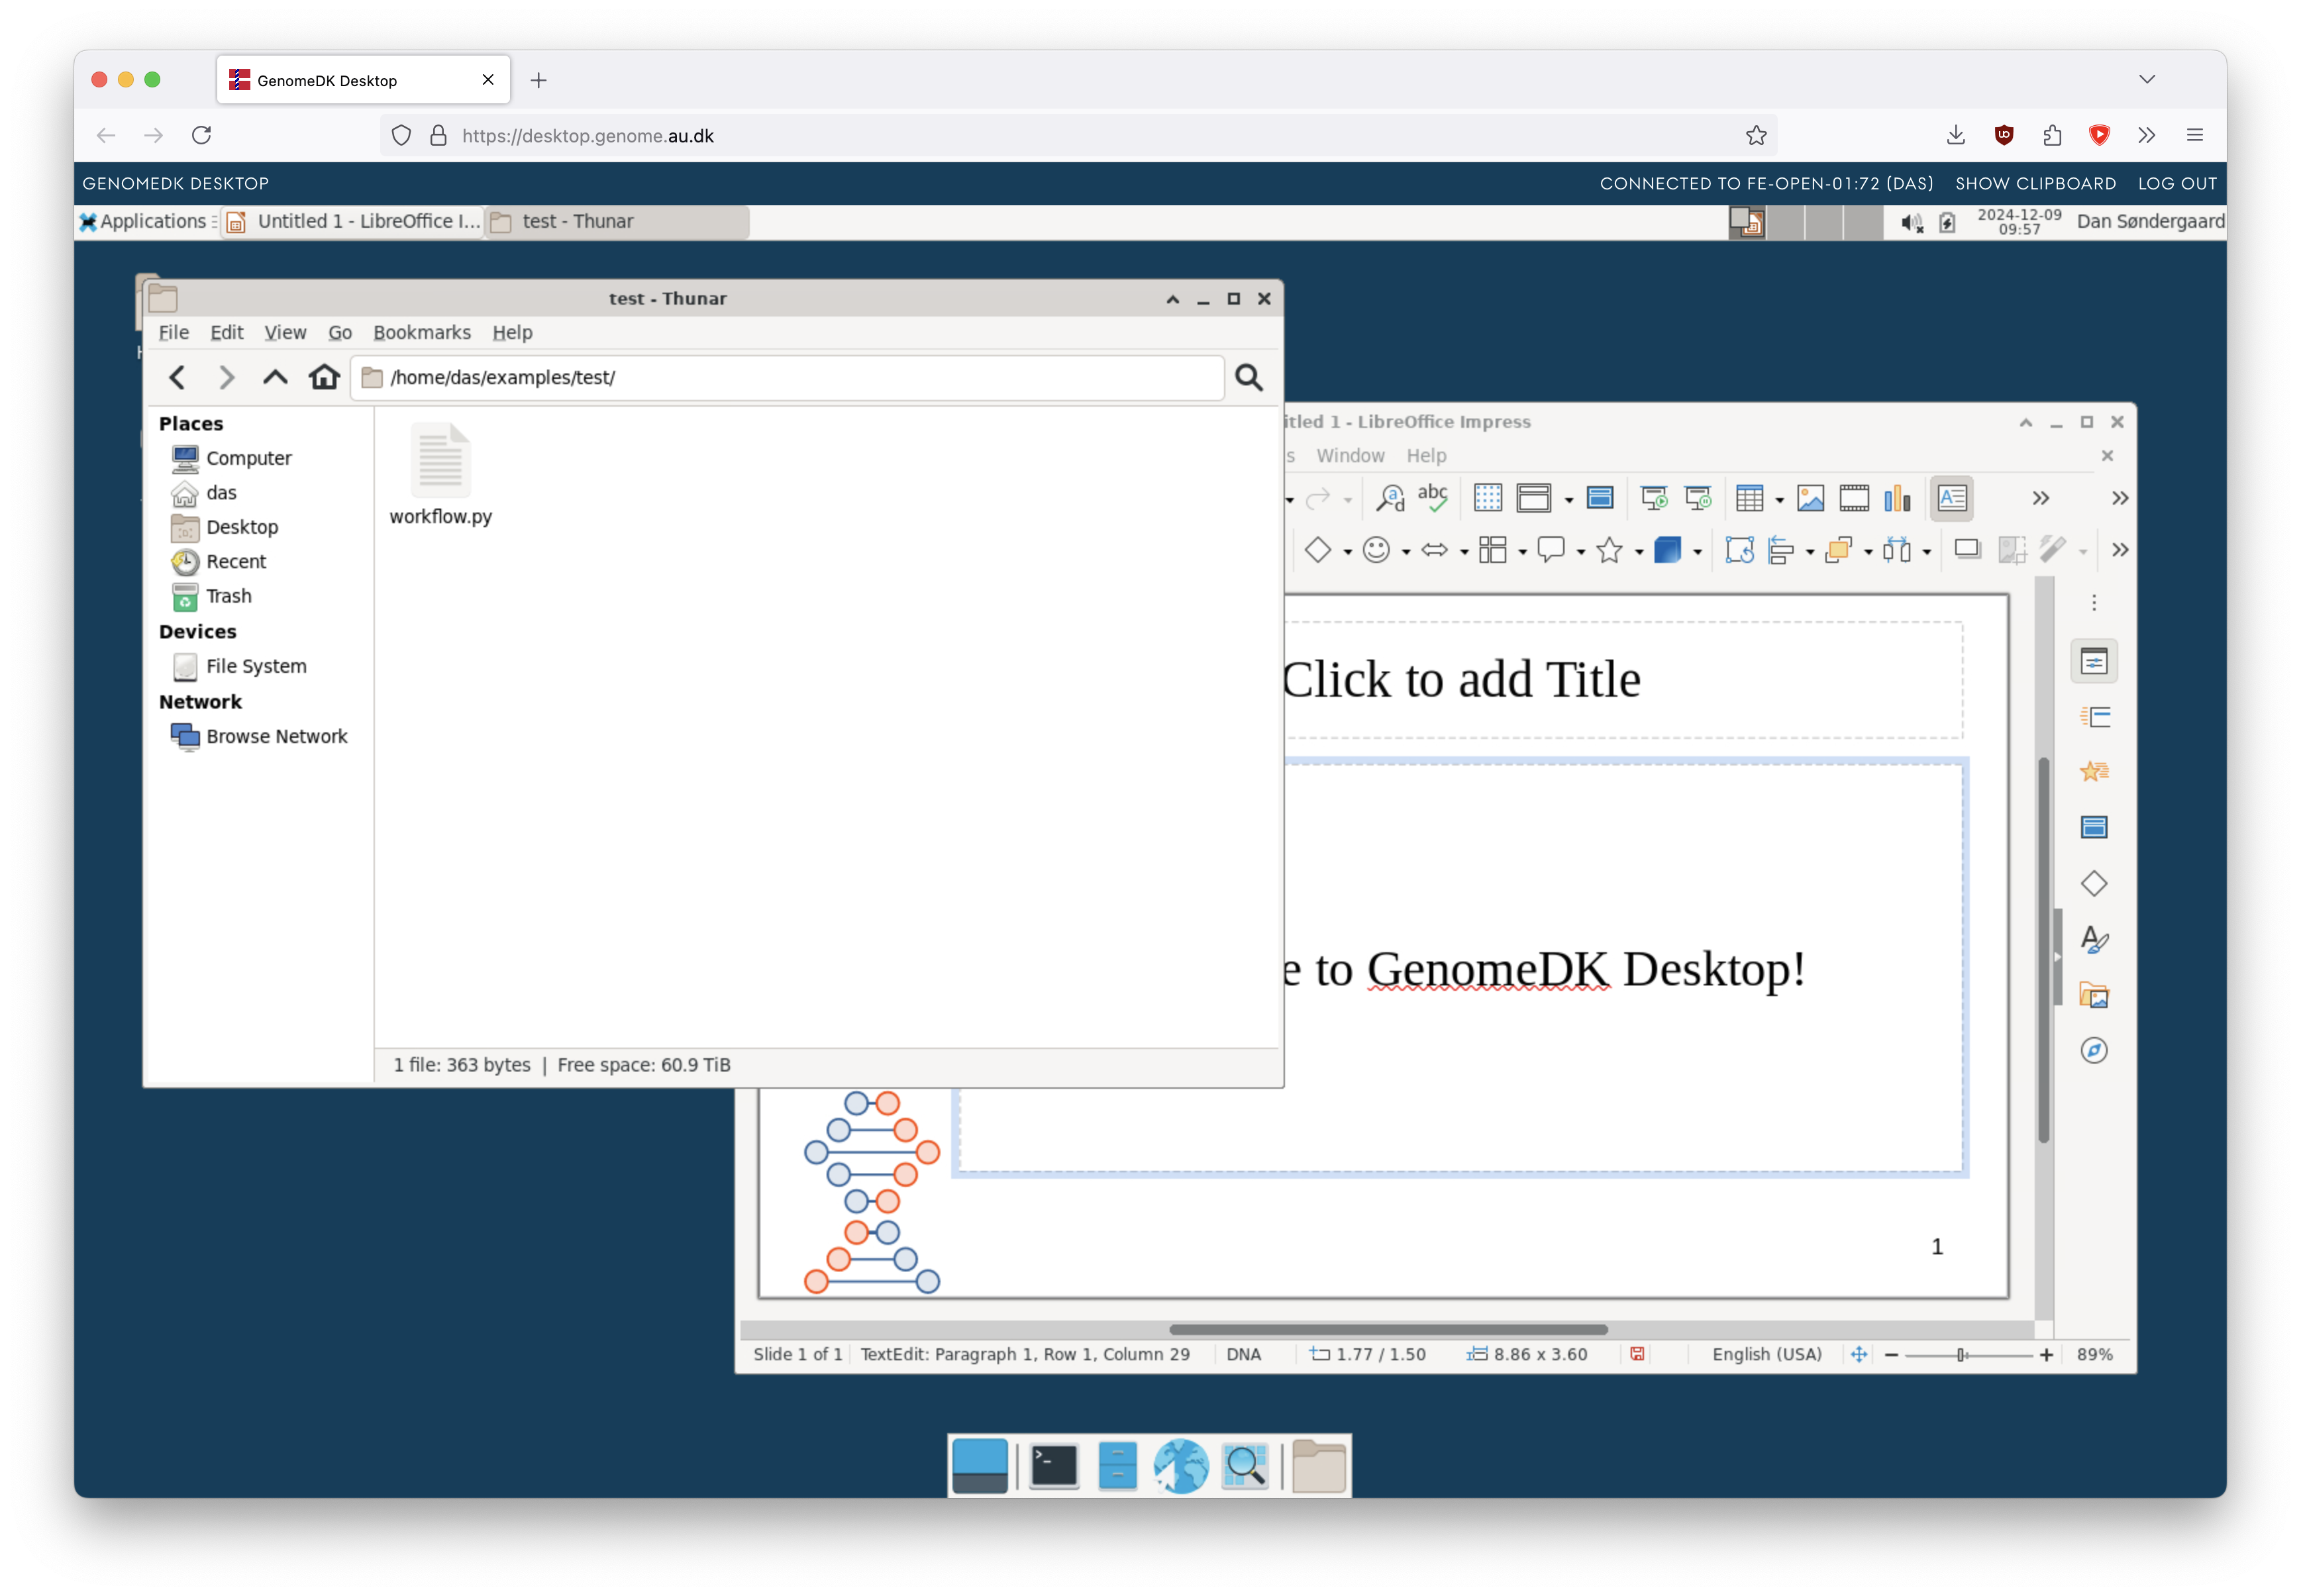 GenomeDK Desktop
https://desktop.genome.au.dk
GENOMEDK DESKTOP
CONNECTED TO FE-OPEN-01:72 (DAS) SHOW CLIPBOARD LOG OUT
Applications Untitled 1 - LibreOffice I... test - Thunar
2024-12-09
09:57
Dan Søndergaard
test - Thunar
File Edit View Go Bookmarks Help
/home/das/examples/test/
Places
Computer
das
Desktop
Recent
Trash
Devices
File System
Network
Browse Network
workflow.py
1 file: 363 bytes | Free space: 60.9 TiB
itled 1 - LibreOffice Impress
s Window Help
abc
Click to add Title
e to GenomeDK Desktop!
1
Slide 1 of 1 TextEdit: Paragraph 1, Row 1, Column 29 DNA 1.77 / 1.50 8.86 x 3.60 English (USA) 89%